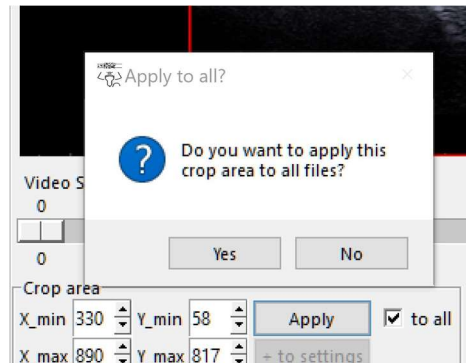 Apply to all?
Do you want to apply this
crop area to all files?
Video S
0
0
Yes No
Crop area
X_min 330 Y_min 58 Apply to all
X_max 890 Y_max 817 + to settings